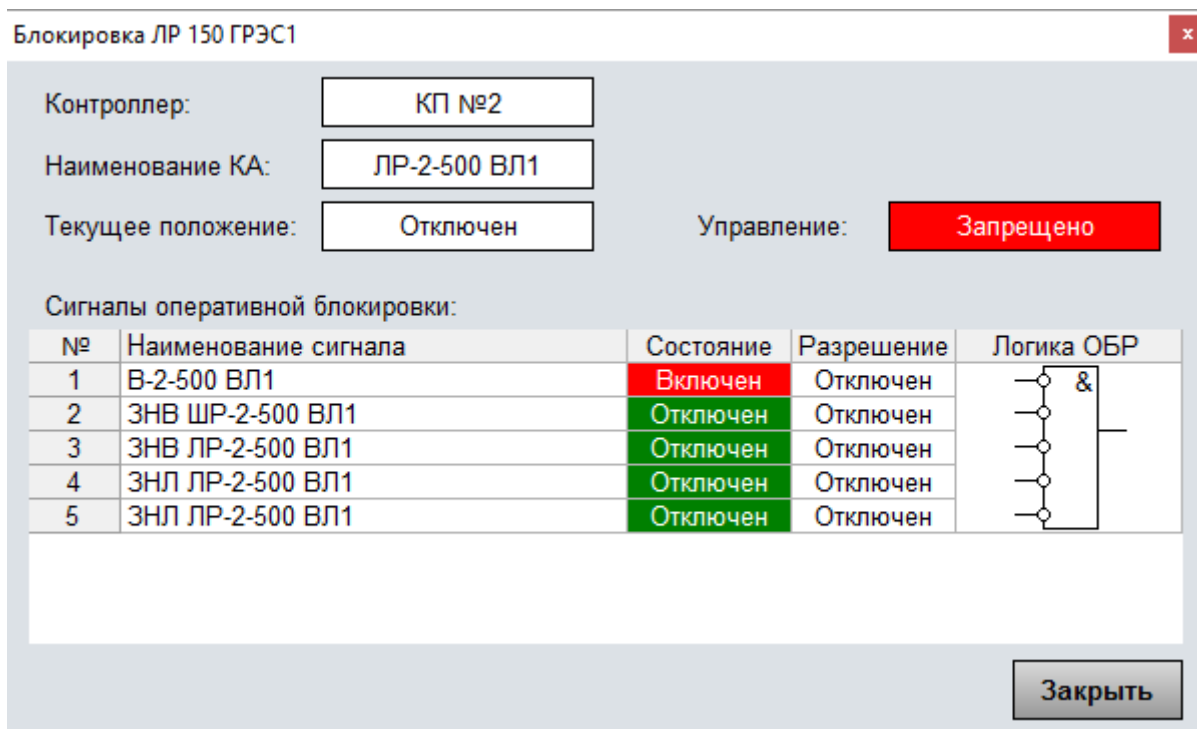 Блокировка ЛР 150 ГРЭС1 x
Контроллер: КП №2
Наименование КА: ЛР-2-500 ВЛ1
Текущее положение: Отключен Управление: Запрещено
Сигналы оперативной блокировки:
№ Наименование сигнала Состояние Разрешение Логика ОБР
1 В-2-500 ВЛ1 Включен Отключен &
2 ЗНВ ШР-2-500 ВЛ1 Отключен Отключен
3 ЗНВ ЛР-2-500 ВЛ1 Отключен Отключен
4 ЗНЛ ЛР-2-500 ВЛ1 Отключен Отключен
5 ЗНЛ ЛР-2-500 ВЛ1 Отключен Отключен
Закрыть